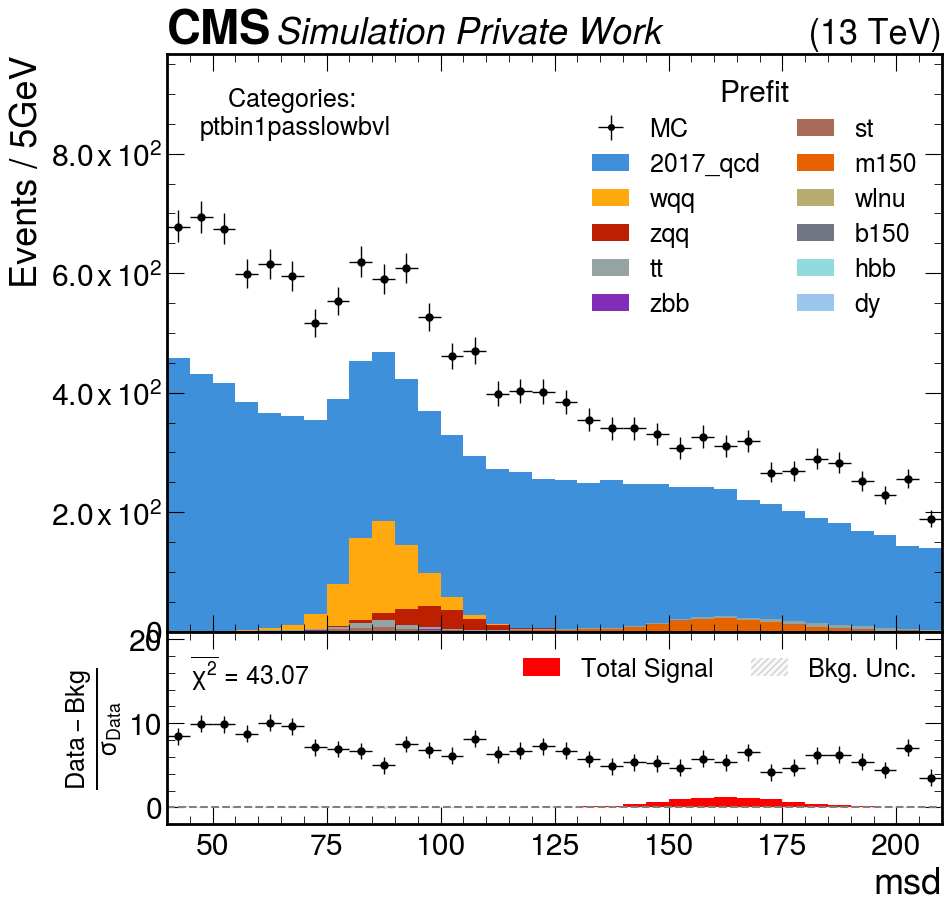 CMS Simulation Private Work (13 TeV)
Events / 5GeV
Categories:
ptbin1passlowbvl
Prefit
MC
2017_qcd
wqq
zqq
tt
zbb
st
m150
wlnu
b150
hbb
dy
8.0 x 10²
6.0 x 10²
4.0 x 10²
2.0 x 10²
0
20
10
0
Data – Bkg
σData
χ² = 43.07
Total Signal
Bkg. Unc.
50 75 100 125 150 175 200
msd